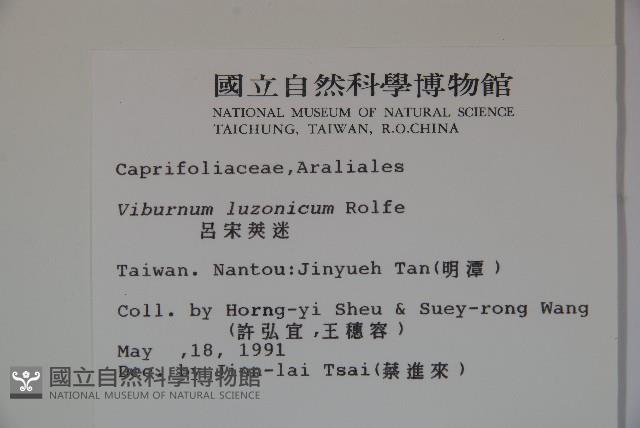 國立自然科學博物館
NATIONAL MUSEUM OF NATURAL SCIENCE
TAICHUNG, TAIWAN, R.O.CHINA
Caprifoliaceae,Araliales
Viburnum luzonicum Rolfe
呂宋莢迷
Taiwan. Nantou:Jinyueh Tan(明潭)
Coll. by Horng-yi Sheu & Suey-rong Wang
(許弘宜,王穗容)
May ,18, 1991
by Jinn-lai Tsai(蔡進來)
國立自然科學博物館
NATIONAL MUSEUM OF NATURAL SCIENCE